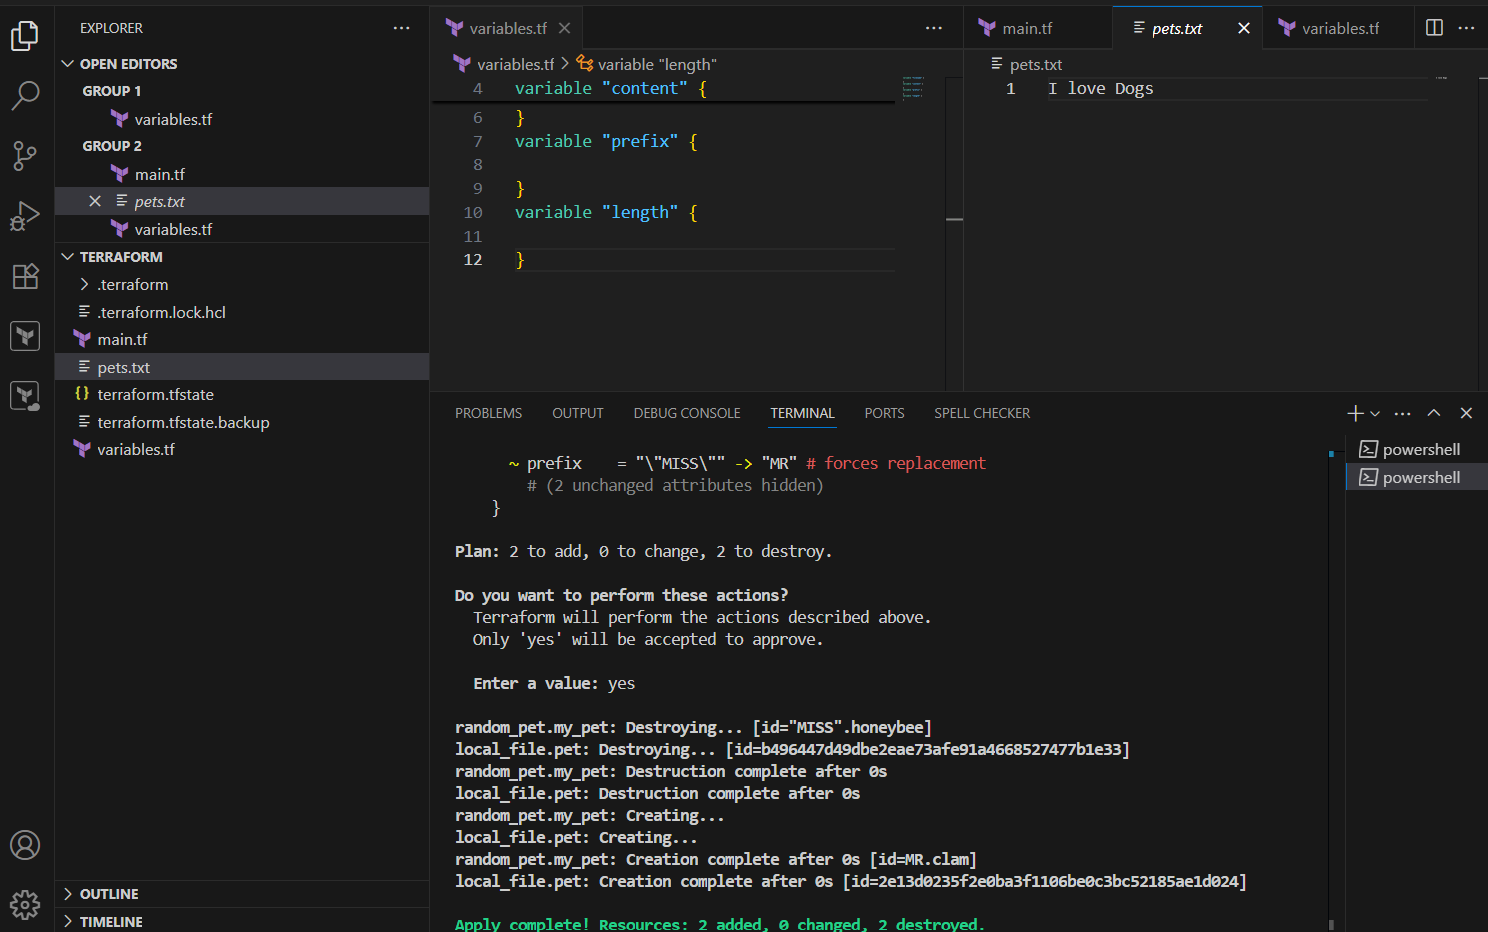 EXPLORER
OPEN EDITORS
GROUP 1
variables.tf
GROUP 2
main.tf
pets.txt
variables.tf
TERRAFORM
.terraform
.terraform.lock.hcl
main.tf
pets.txt
terraform.tfstate
terraform.tfstate.backup
variables.tf
OUTLINE
TIMELINE
variables.tf
variables.tf > variable "length"
4 variable "content" {
6 }
7 variable "prefix" {
8
9 }
10 variable "length" {
11
12 }
main.tf
pets.txt
variables.tf
pets.txt
1 I love Dogs
PROBLEMS OUTPUT DEBUG CONSOLE TERMINAL PORTS SPELL CHECKER
~ prefix = "\"MISS\"" -> "MR" # forces replacement
# (2 unchanged attributes hidden)
}
Plan: 2 to add, 0 to change, 2 to destroy.
Do you want to perform these actions?
Terraform will perform the actions described above.
Only 'yes' will be accepted to approve.
Enter a value: yes
random_pet.my_pet: Destroying... [id="MISS".honeybee]
local_file.pet: Destroying... [id=b496447d49dbe2eae73afe91a4668527477b1e33]
random_pet.my_pet: Destruction complete after 0s
local_file.pet: Destruction complete after 0s
random_pet.my_pet: Creating...
local_file.pet: Creating...
random_pet.my_pet: Creation complete after 0s [id=MR.clam]
local_file.pet: Creation complete after 0s [id=2e13d0235f2e0ba3f1106be0c3bc52185ae1d024]
Apply complete! Resources: 2 added, 0 changed, 2 destroyed.
powershell
powershell